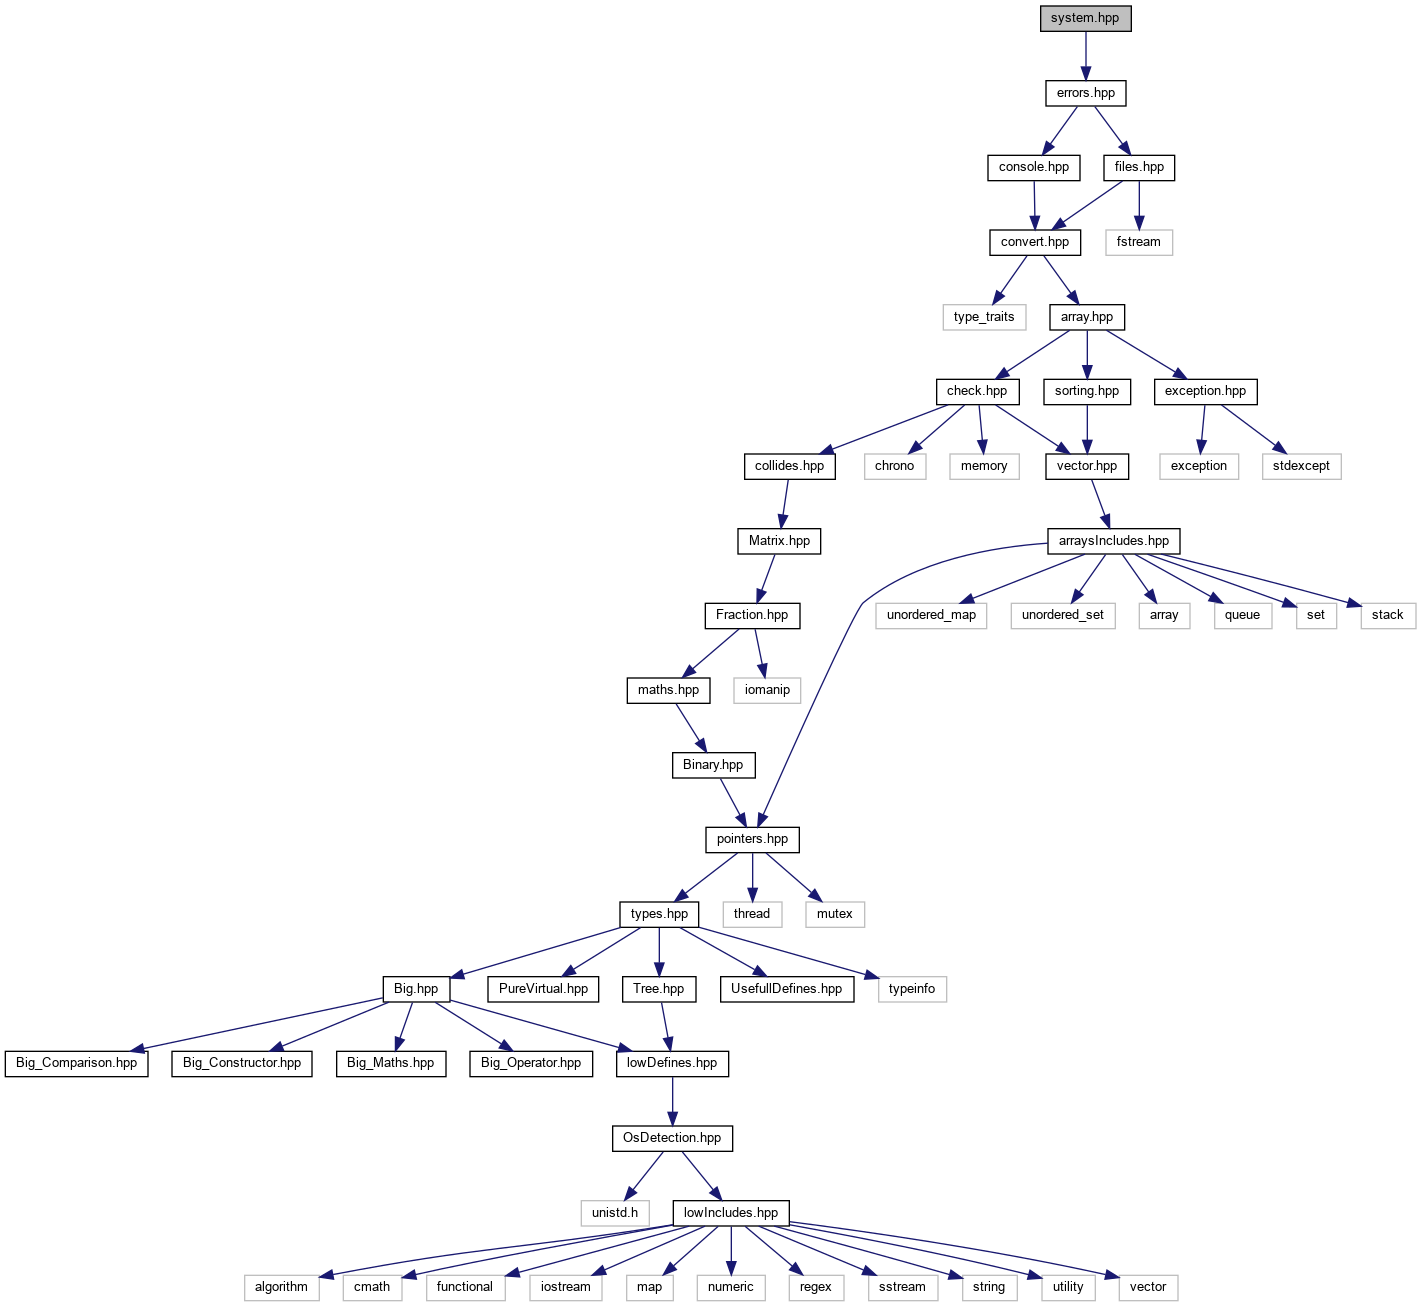 system.hpp
errors.hpp
console.hpp
files.hpp
convert.hpp
fstream
type_traits
array.hpp
check.hpp
sorting.hpp
exception.hpp
collides.hpp
chrono
memory
vector.hpp
exception
stdexcept
Matrix.hpp
arraysIncludes.hpp
Fraction.hpp
unordered_map
unordered_set
array
queue
set
stack
maths.hpp
iomanip
Binary.hpp
pointers.hpp
types.hpp
thread
mutex
Big.hpp
PureVirtual.hpp
Tree.hpp
UsefullDefines.hpp
typeinfo
Big_Comparison.hpp
Big_Constructor.hpp
Big_Maths.hpp
Big_Operator.hpp
lowDefines.hpp
OsDetection.hpp
unistd.h
lowIncludes.hpp
algorithm
cmath
functional
iostream
map
numeric
regex
sstream
string
utility
vector